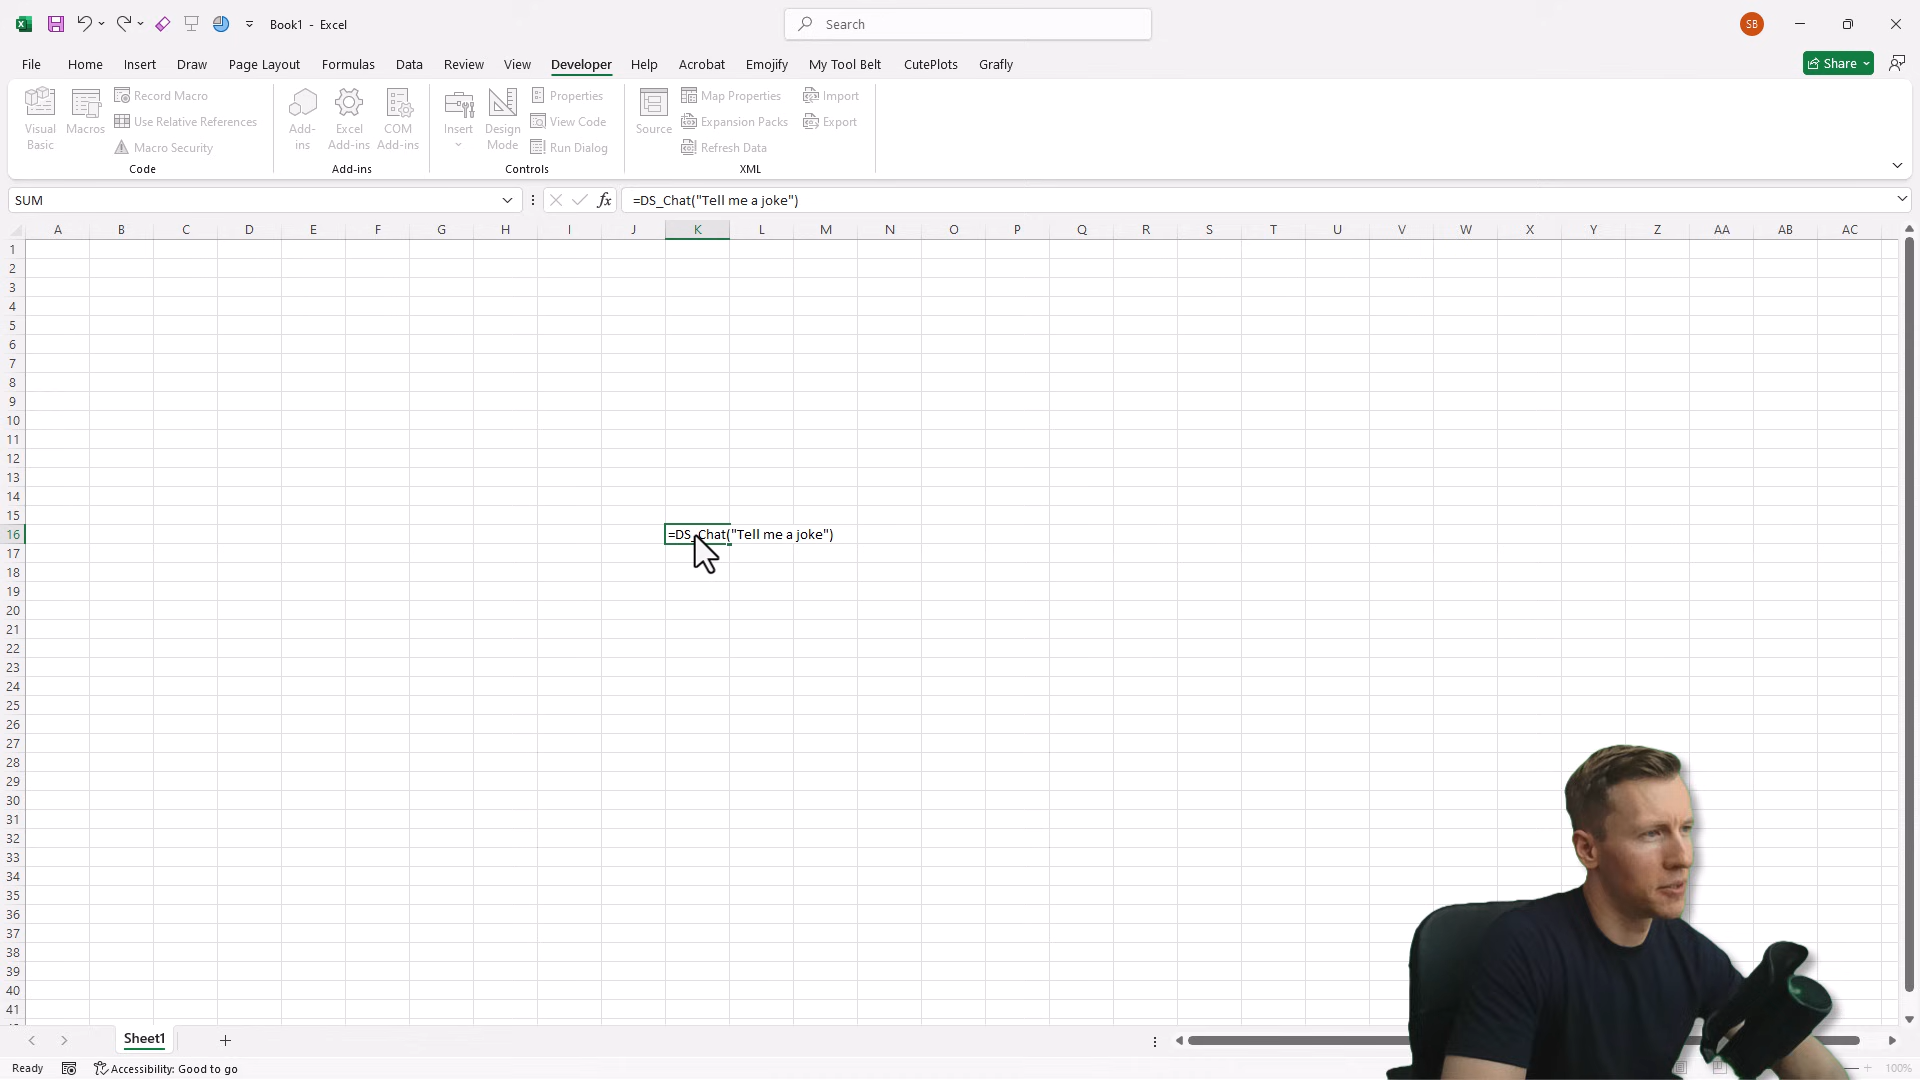 Book1 - Excel
Search
SB
File Home Insert Draw Page Layout Formulas Data Review View Developer Help Acrobat Emojify My Tool Belt CutePlots Grafly
Share
Visual Basic
Macros
Record Macro
Use Relative References
Macro Security
Code
Add-ins
Excel Add-ins
COM Add-ins
Add-ins
Insert
Design Mode
Properties
View Code
Run Dialog
Controls
Source
Map Properties
Expansion Packs
Refresh Data
Import
Export
XML
SUM
fx
=DS_Chat("Tell me a joke")
A B C D E F G H I J K L M N O P Q R S T U V W X Y Z AA AB AC
1
2
3
4
5
6
7
8
9
10
11
12
13
14
15
16 =DS_Chat("Tell me a joke")
17
18
19
20
21
22
23
24
25
26
27
28
29
30
31
32
33
34
35
36
37
38
39
40
41
Sheet1
Ready
Accessibility: Good to go
100%